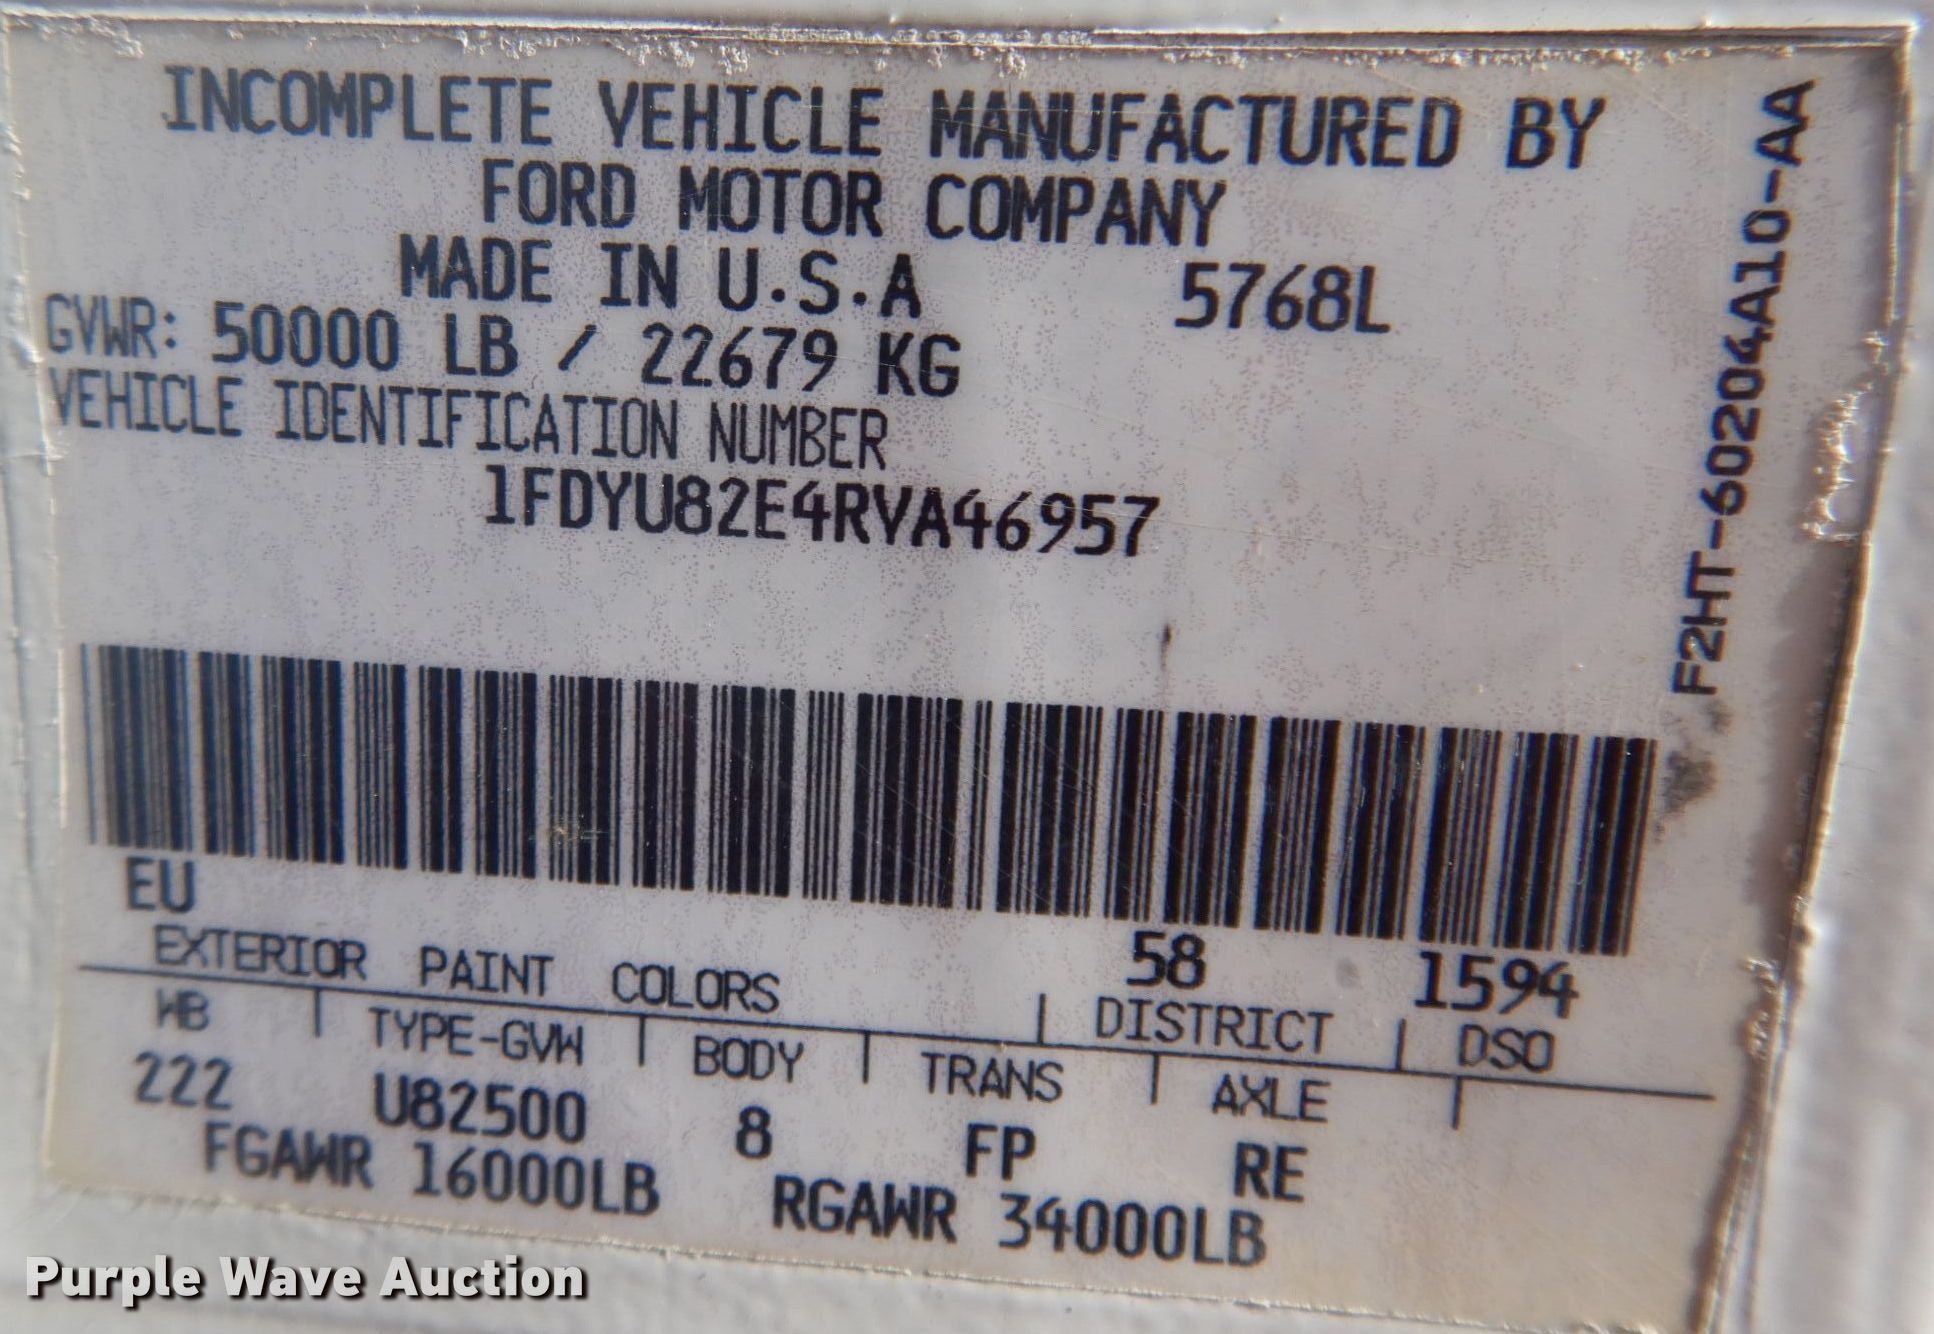 INCOMPLETE VEHICLE MANUFACTURED BY
FORD MOTOR COMPANY
MADE IN U.S.A 5768L
GVWR: 50000 LB / 22679 KG
VEHICLE IDENTIFICATION NUMBER
1FDYU82E4RVA46957
F2HT-60204A10-AA
EU 58 1594
EXTERIOR PAINT COLORS DISTRICT DSO
WB TYPE-GVW BODY TRANS AXLE
222 U82500 8 FP RE
FGAWR 16000LB RGAWR 34000LB
Purple Wave Auction